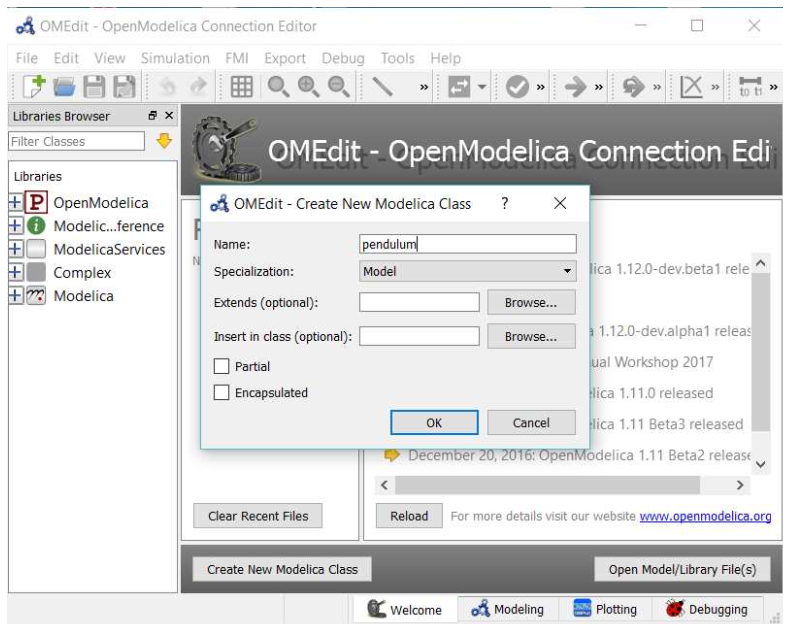 OMEdit - OpenModelica Connection Editor
File Edit View Simulation FMI Export Debug Tools Help
» » » » » to ti »
Libraries Browser
Filter Classes
Libraries
OpenModelica
Modelic...ference
ModelicaServices
Complex
Modelica
OMEdit - OpenModelica Connection Edi
OMEdit - Create New Modelica Class ?
Name: pendulum
Specialization: Model
Extends (optional): Browse...
Insert in class (optional): Browse...
Partial
Encapsulated
OK Cancel
lica 1.12.0-dev.beta1 rele
1.12.0-dev.alpha1 releas
ual Workshop 2017
lica 1.11.0 released
lica 1.11 Beta3 released
December 20, 2016: OpenModelica 1.11 Beta2 release
Clear Recent Files Reload For more details visit our website www.openmodelica.org
Create New Modelica Class Open Model/Library File(s)
Welcome Modeling Plotting Debugging